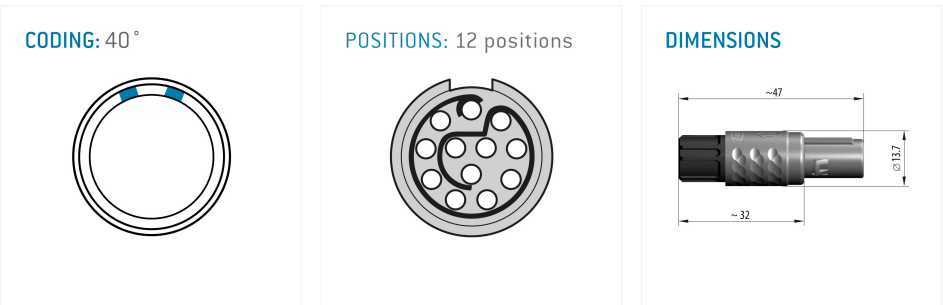 CODING: 40°
POSITIONS: 12 positions
DIMENSIONS
~47
⌀13.7
~ 32